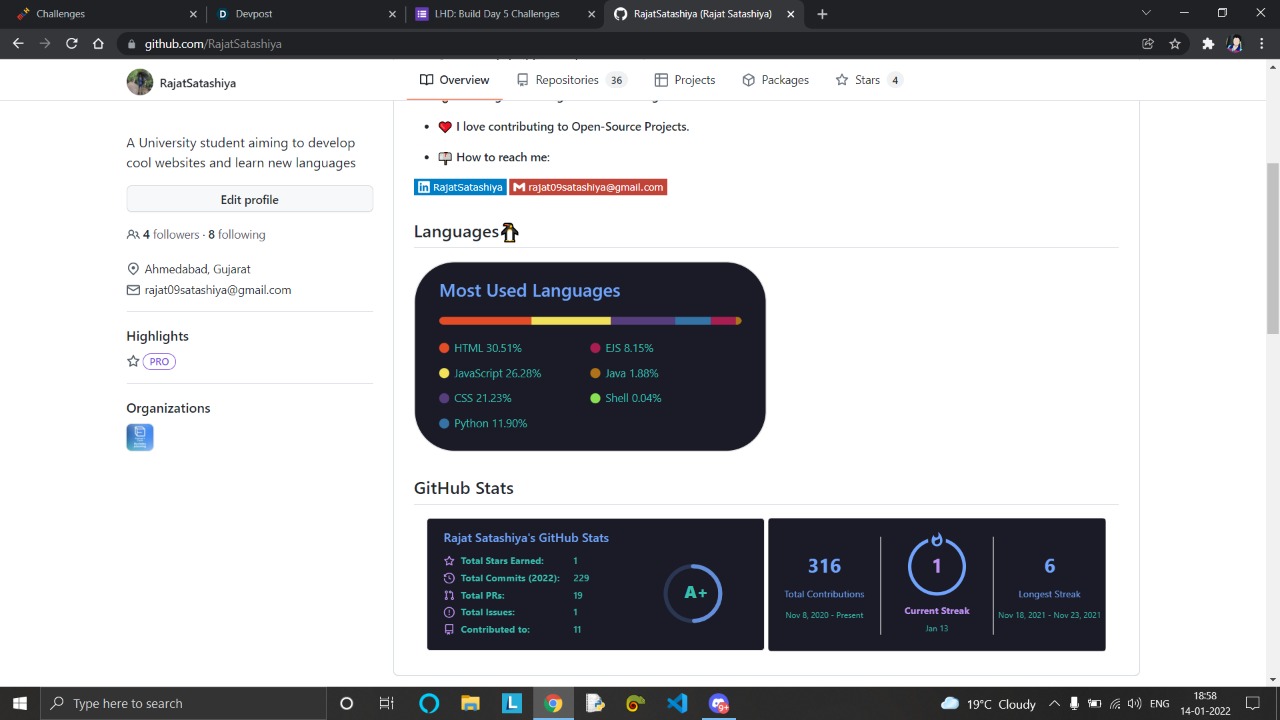 Challenges
Devpost
LHD: Build Day 5 Challenges
RajatSatashiya (Rajat Satashiya)
github.com/RajatSatashiya
RajatSatashiya
Overview
Repositories 36
Projects
Packages
Stars 4
A University student aiming to develop
cool websites and learn new languages
Edit profile
4 followers · 8 following
Ahmedabad, Gujarat
rajat09satashiya@gmail.com
Highlights
PRO
Organizations
I love contributing to Open-Source Projects.
How to reach me:
RajatSatashiya
rajat09satashiya@gmail.com
Languages
Most Used Languages
HTML 30.51%
JavaScript 26.28%
CSS 21.23%
Python 11.90%
EJS 8.15%
Java 1.88%
Shell 0.04%
GitHub Stats
Rajat Satashiya's GitHub Stats
Total Stars Earned: 1
Total Commits (2022): 229
Total PRs: 19
Total Issues: 1
Contributed to: 11
A+
316
Total Contributions
Nov 8, 2020 - Present
1
Current Streak
Jan 13
6
Longest Streak
Nov 18, 2021 - Nov 23, 2021
Type here to search
19°C Cloudy
ENG
18:58
14-01-2022